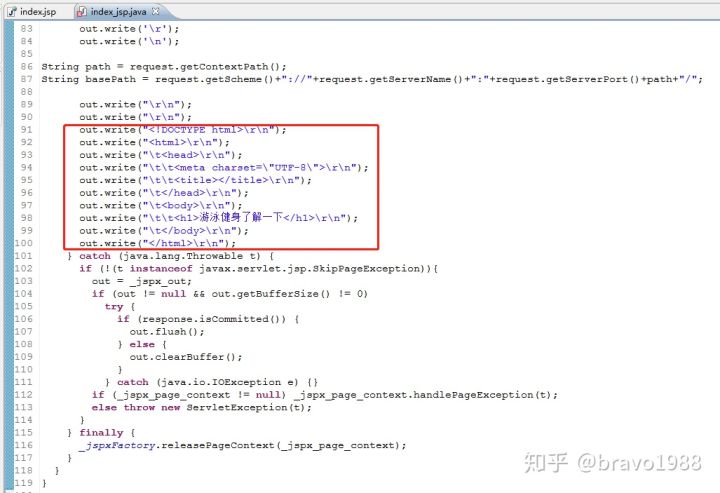 index.jsp index_jsp.java
83 out.write('\r');
84 out.write('\n');
85
86 String path = request.getContextPath();
87 String basePath = request.getScheme()+"://"+request.getServerName()+":"+request.getServerPort()+path+"/";
88
89 out.write("\r\n");
90 out.write("\r\n");
91 out.write("<!DOCTYPE html>\r\n");
92 out.write("<html>\r\n");
93 out.write("\t<head>\r\n");
94 out.write("\t\t<meta charset=\"UTF-8\">\r\n");
95 out.write("\t\t<title></title>\r\n");
96 out.write("\t</head>\r\n");
97 out.write("\t<body>\r\n");
98 out.write("\t\t<h1>游泳健身了解一下</h1>\r\n");
99 out.write("\t</body>\r\n");
100 out.write("</html>\r\n");
101 } catch (java.lang.Throwable t) {
102 if (!(t instanceof javax.servlet.jsp.SkipPageException)){
103 out = _jspx_out;
104 if (out != null && out.getBufferSize() != 0)
105 try {
106 if (response.isCommitted()) {
107 out.flush();
108 } else {
109 out.clearBuffer();
110 }
111 } catch (java.io.IOException e) {}
112 if (_jspx_page_context != null) _jspx_page_context.handlePageException(t);
113 else throw new ServletException(t);
114 }
115 } finally {
116 _jspxFactory.releasePageContext(_jspx_page_context);
117 }
118 }
119 }
知乎 @bravo1988